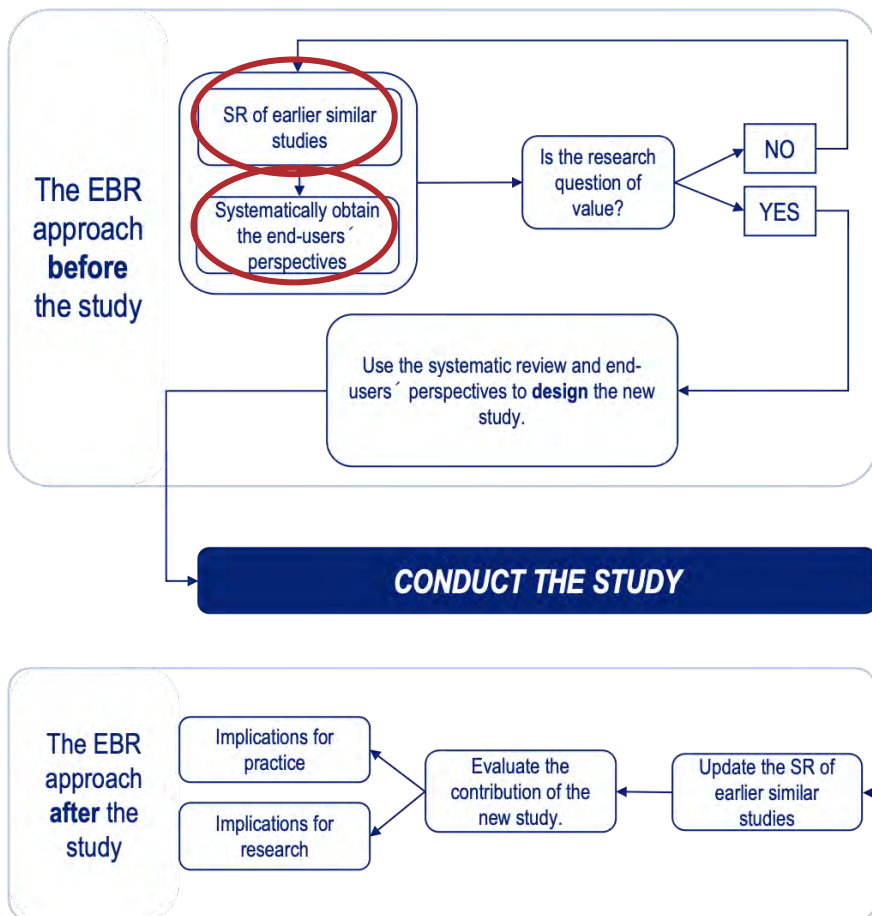 The EBR
approach
before
the study
SR of earlier similar
studies
Systematically obtain
the end-users´
perspectives
Is the research
question of
value?
NO
YES
Use the systematic review and end-
users´ perspectives to design the new
study.
CONDUCT THE STUDY
The EBR
approach
after the
study
Implications for
practice
Implications for
research
Evaluate the
contribution of the
new study.
Update the SR of
earlier similar
studies